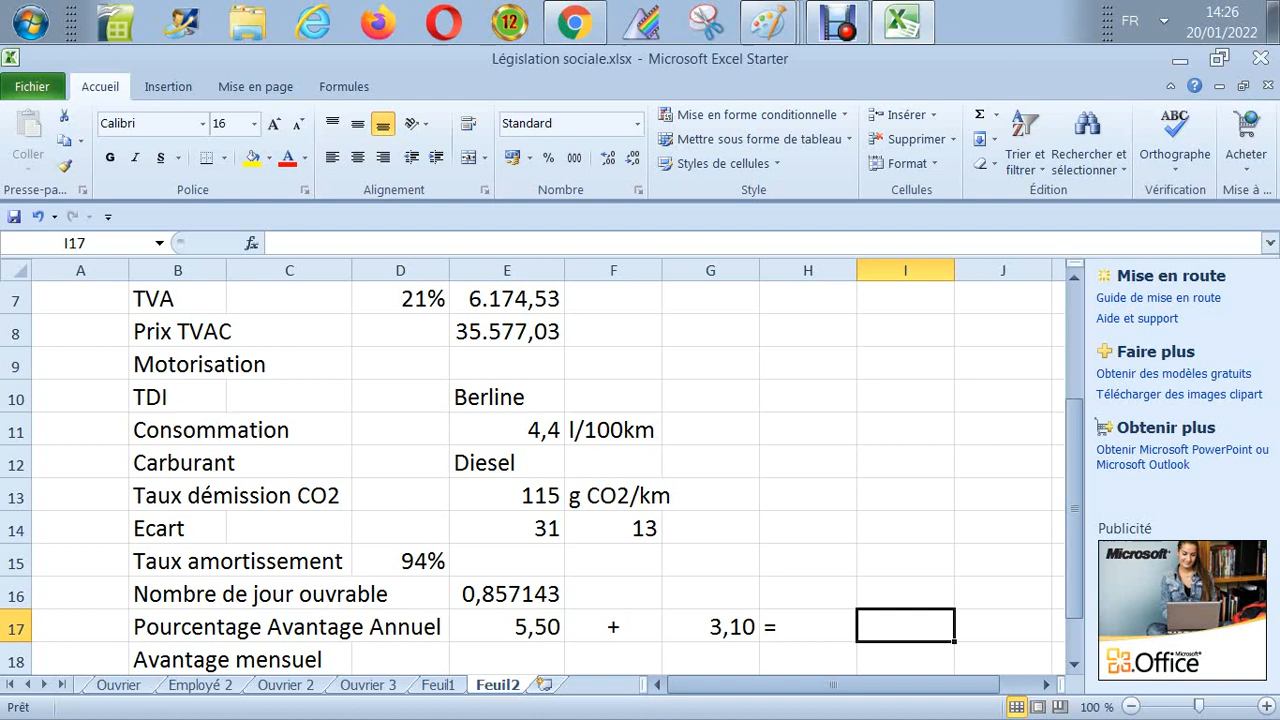 12
FR
14:26
20/01/2022
Législation sociale.xlsx - Microsoft Excel Starter
Fichier
Accueil
Insertion
Mise en page
Formules
Coller
Presse-pa...
Calibri
16
G I S
A A
Police
Alignement
Standard
% 000
Nombre
Mise en forme conditionnelle
Mettre sous forme de tableau
Styles de cellules
Style
Insérer
Supprimer
Format
Cellules
Σ
Trier et filtrer
Rechercher et sélectionner
Édition
ABC
Orthographe
Vérification
Acheter
Mise à ...
I17
fx
A B C D E F G H I J
7 TVA 21% 6.174,53
8 Prix TVAC 35.577,03
9 Motorisation
10 TDI Berline
11 Consommation 4,4 l/100km
12 Carburant Diesel
13 Taux démission CO2 115 g CO2/km
14 Ecart 31 13
15 Taux amortissement 94%
16 Nombre de jour ouvrable 0,857143
17 Pourcentage Avantage Annuel 5,50 + 3,10 =
18 Avantage mensuel
Mise en route
Guide de mise en route
Aide et support
Faire plus
Obtenir des modèles gratuits
Télécharger des images clipart
Obtenir plus
Obtenir Microsoft PowerPoint ou
Microsoft Outlook
Publicité
Microsoft
Microsoft
Office
Ouvrier
Employé 2
Ouvrier 2
Ouvrier 3
Feuil1
Feuil2
Prêt
100 %